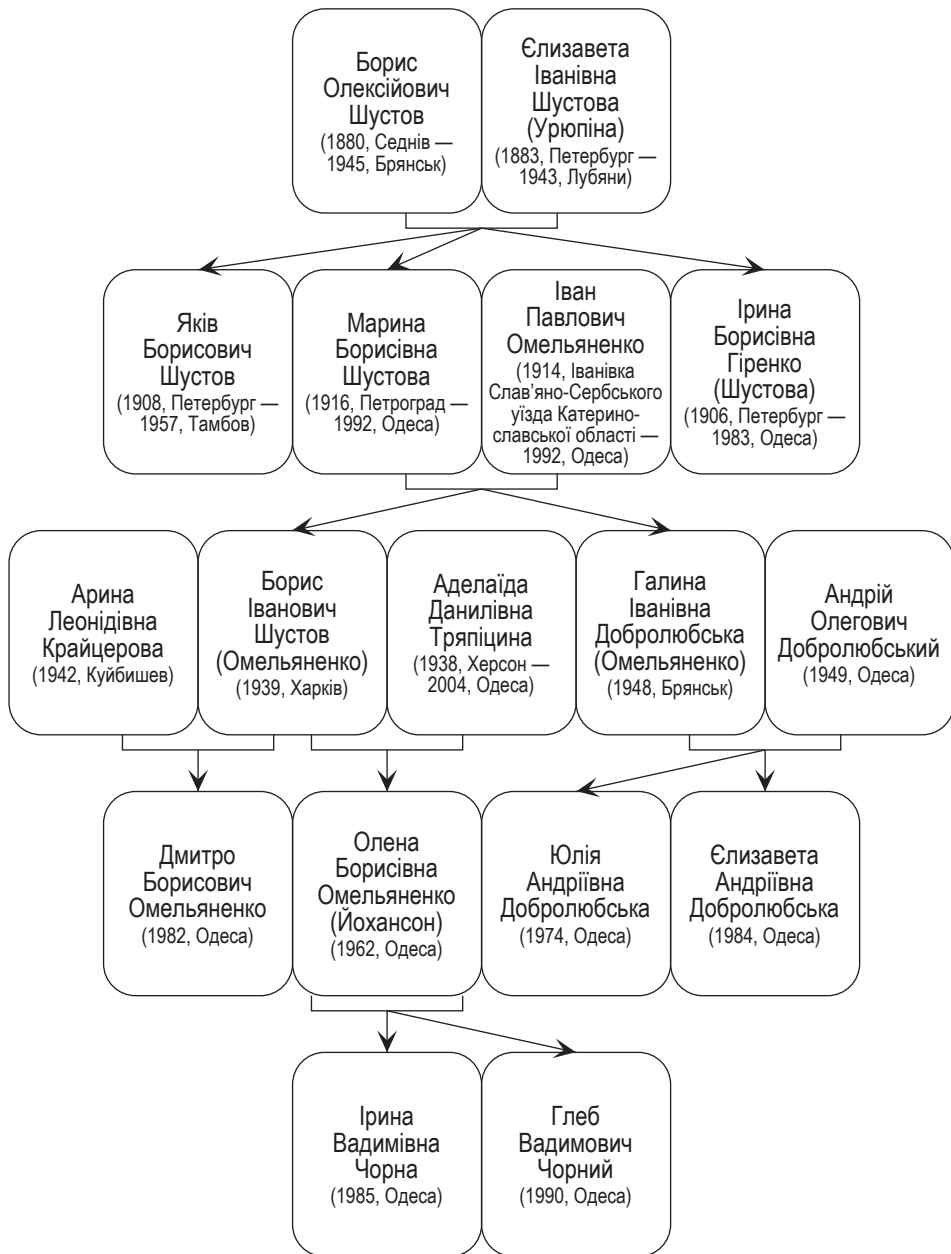 Борис
Олексійович
Шустов
(1880, Седнів —
1945, Брянськ)
Єлизавета
Іванівна
Шустова
(Урюпіна)
(1883, Петербург —
1943, Лубяни)
Яків
Борисович
Шустов
(1908, Петербург —
1957, Тамбов)
Марина
Борисівна
Шустова
(1916, Петроград —
1992, Одеса)
Іван
Павлович
Омельяненко
(1914, Іванівка
Слав’яно-Сербського
уїзда Катерино-
славської області —
1992, Одеса)
Ірина
Борисівна
Гіренко
(Шустова)
(1906, Петербург —
1983, Одеса)
Арина
Леонідівна
Крайцерова
(1942, Куйбишев)
Борис
Іванович
Шустов
(Омельяненко)
(1939, Харків)
Аделаїда
Данилівна
Тряпіцина
(1938, Херсон —
2004, Одеса)
Галина
Іванівна
Добролюбська
(Омельяненко)
(1948, Брянськ)
Андрій
Олегович
Добролюбський
(1949, Одеса)
Дмитро
Борисович
Омельяненко
(1982, Одеса)
Олена
Борисівна
Омельяненко
(Йохансон)
(1962, Одеса)
Юлія
Андріївна
Добролюбська
(1974, Одеса)
Єлизавета
Андріївна
Добролюбська
(1984, Одеса)
Ірина
Вадимівна
Чорна
(1985, Одеса)
Глеб
Вадимович
Чорний
(1990, Одеса)